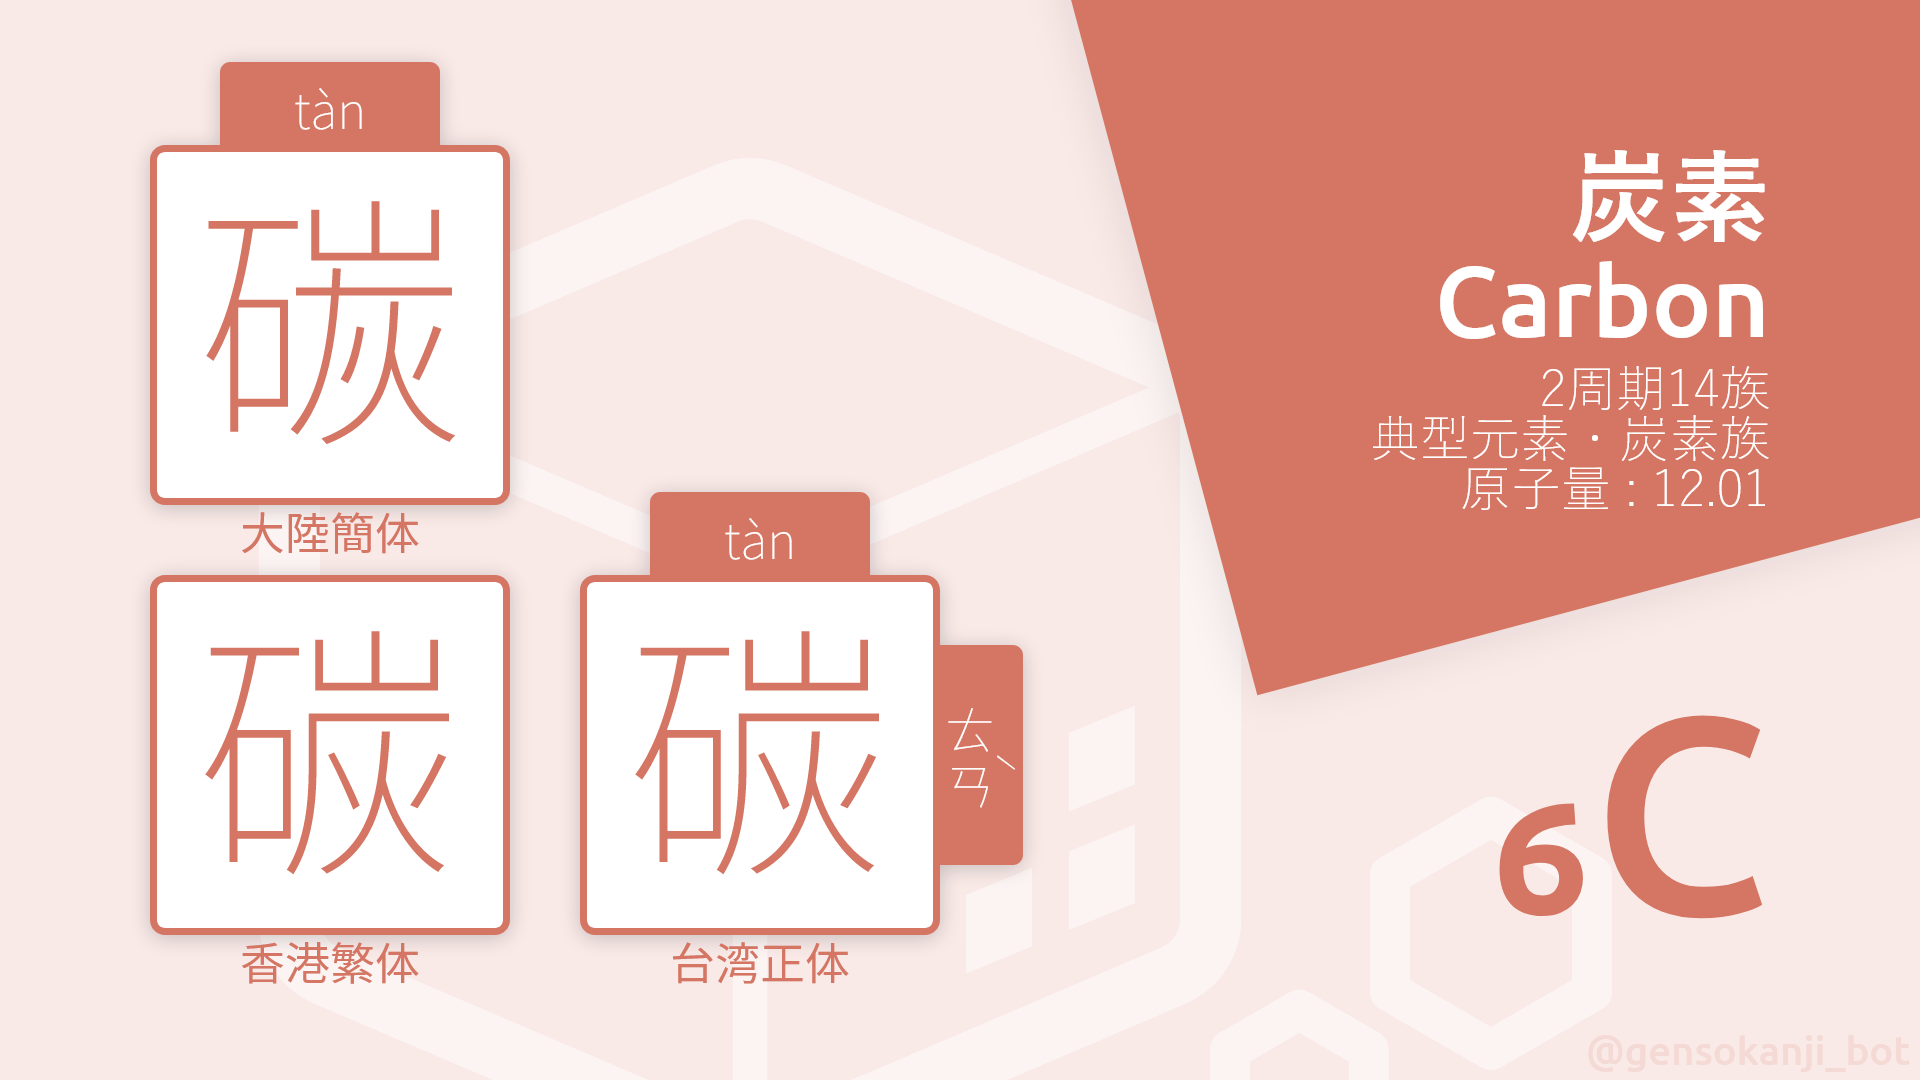 tàn
碳
大陸簡体
碳
香港繁体
tàn
碳
ㄊㄢˋ
台湾正体
炭素
Carbon
2周期14族
典型元素・炭素族
原子量：12.01
6C
@gensokanji_bot